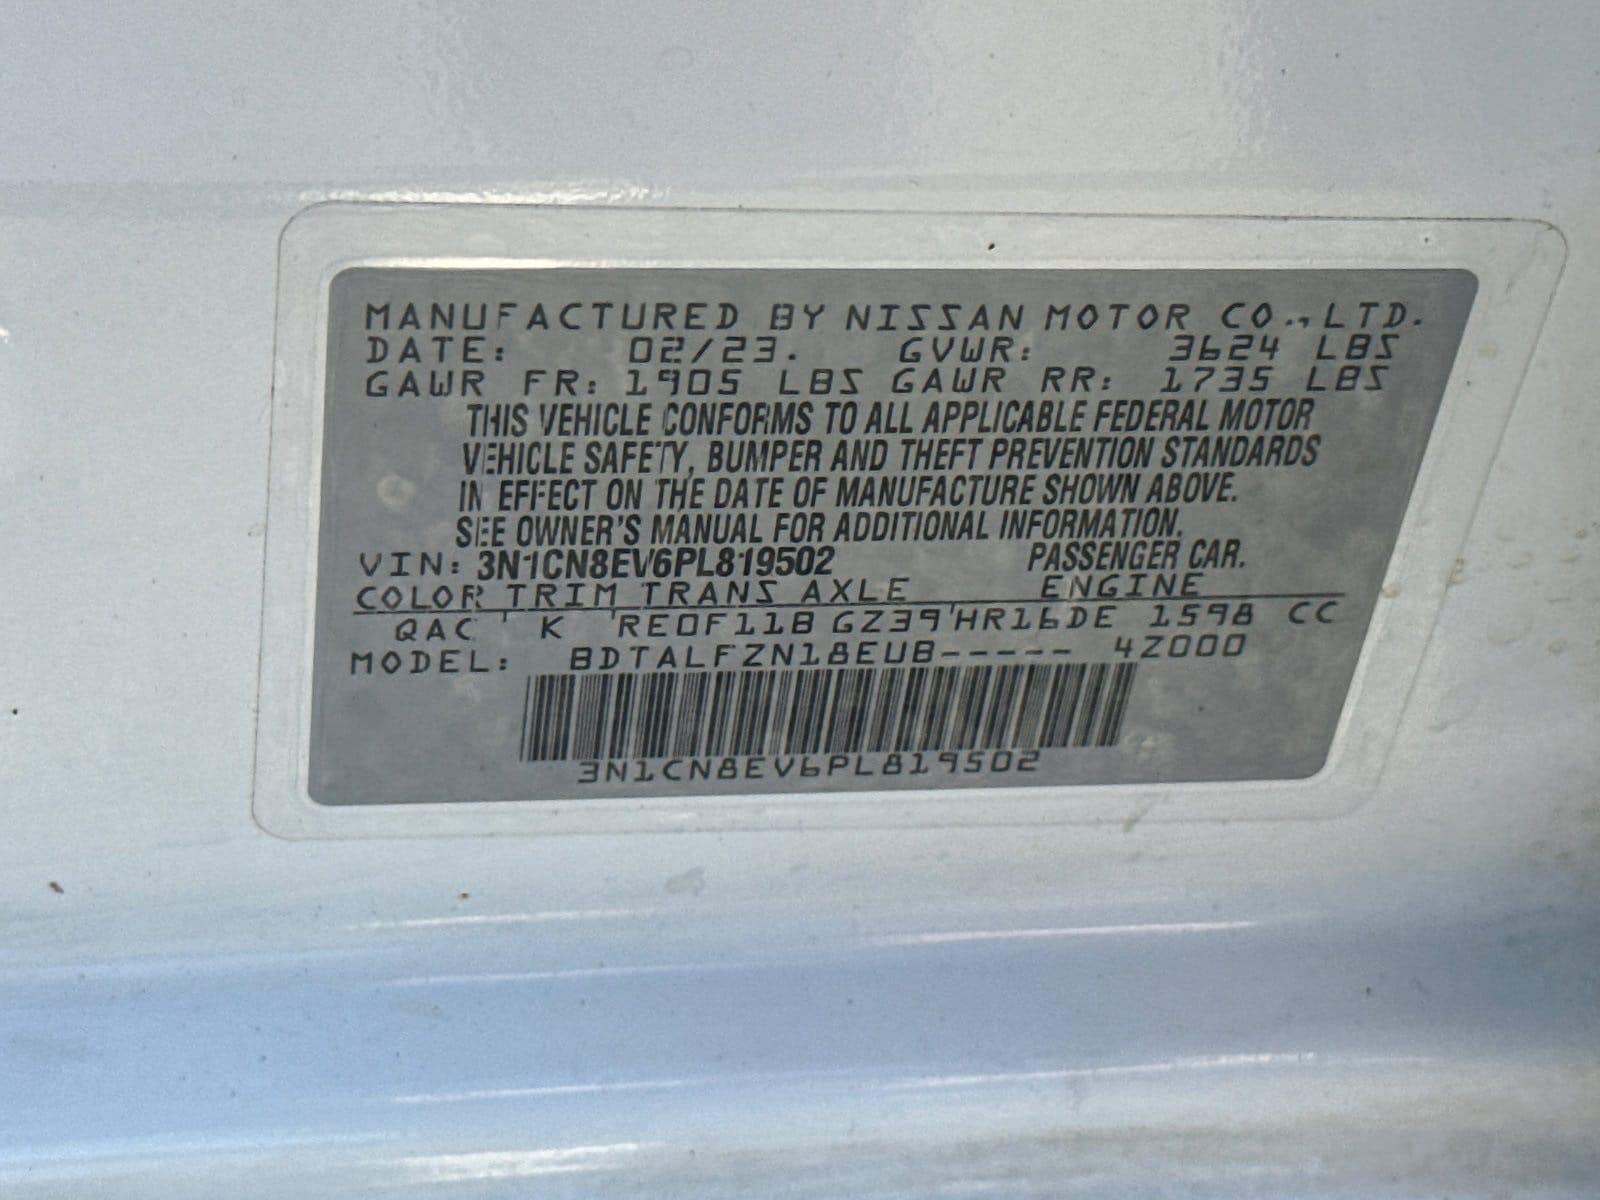 MANUFACTURED BY NISSAN MOTOR CO., LTD.
DATE: 02/23. GVWR: 3624 LBS
GAWR FR: 1905 LBS GAWR RR: 1735 LBS
THIS VEHICLE CONFORMS TO ALL APPLICABLE FEDERAL MOTOR
VEHICLE SAFETY, BUMPER AND THEFT PREVENTION STANDARDS
IN EFFECT ON THE DATE OF MANUFACTURE SHOWN ABOVE.
SEE OWNER'S MANUAL FOR ADDITIONAL INFORMATION.
VIN: 3N1CN8EV6PL819502 PASSENGER CAR.
COLOR TRIM TRANS AXLE ENGINE
QAC K RE0F11B GZ39 HR16DE 1598 CC
MODEL: BDTALFZN18EUB----- 4Z000
3N1CN8EV6PL819502